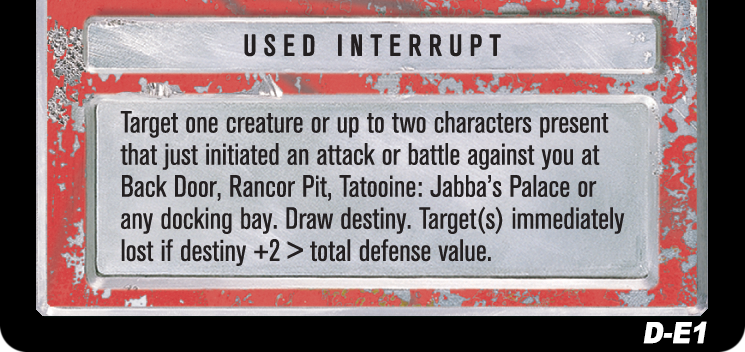 USED INTERRUPT
Target one creature or up to two characters present
that just initiated an attack or battle against you at
Back Door, Rancor Pit, Tatooine: Jabba's Palace or
any docking bay. Draw destiny. Target(s) immediately
lost if destiny +2 > total defense value.
D-E1